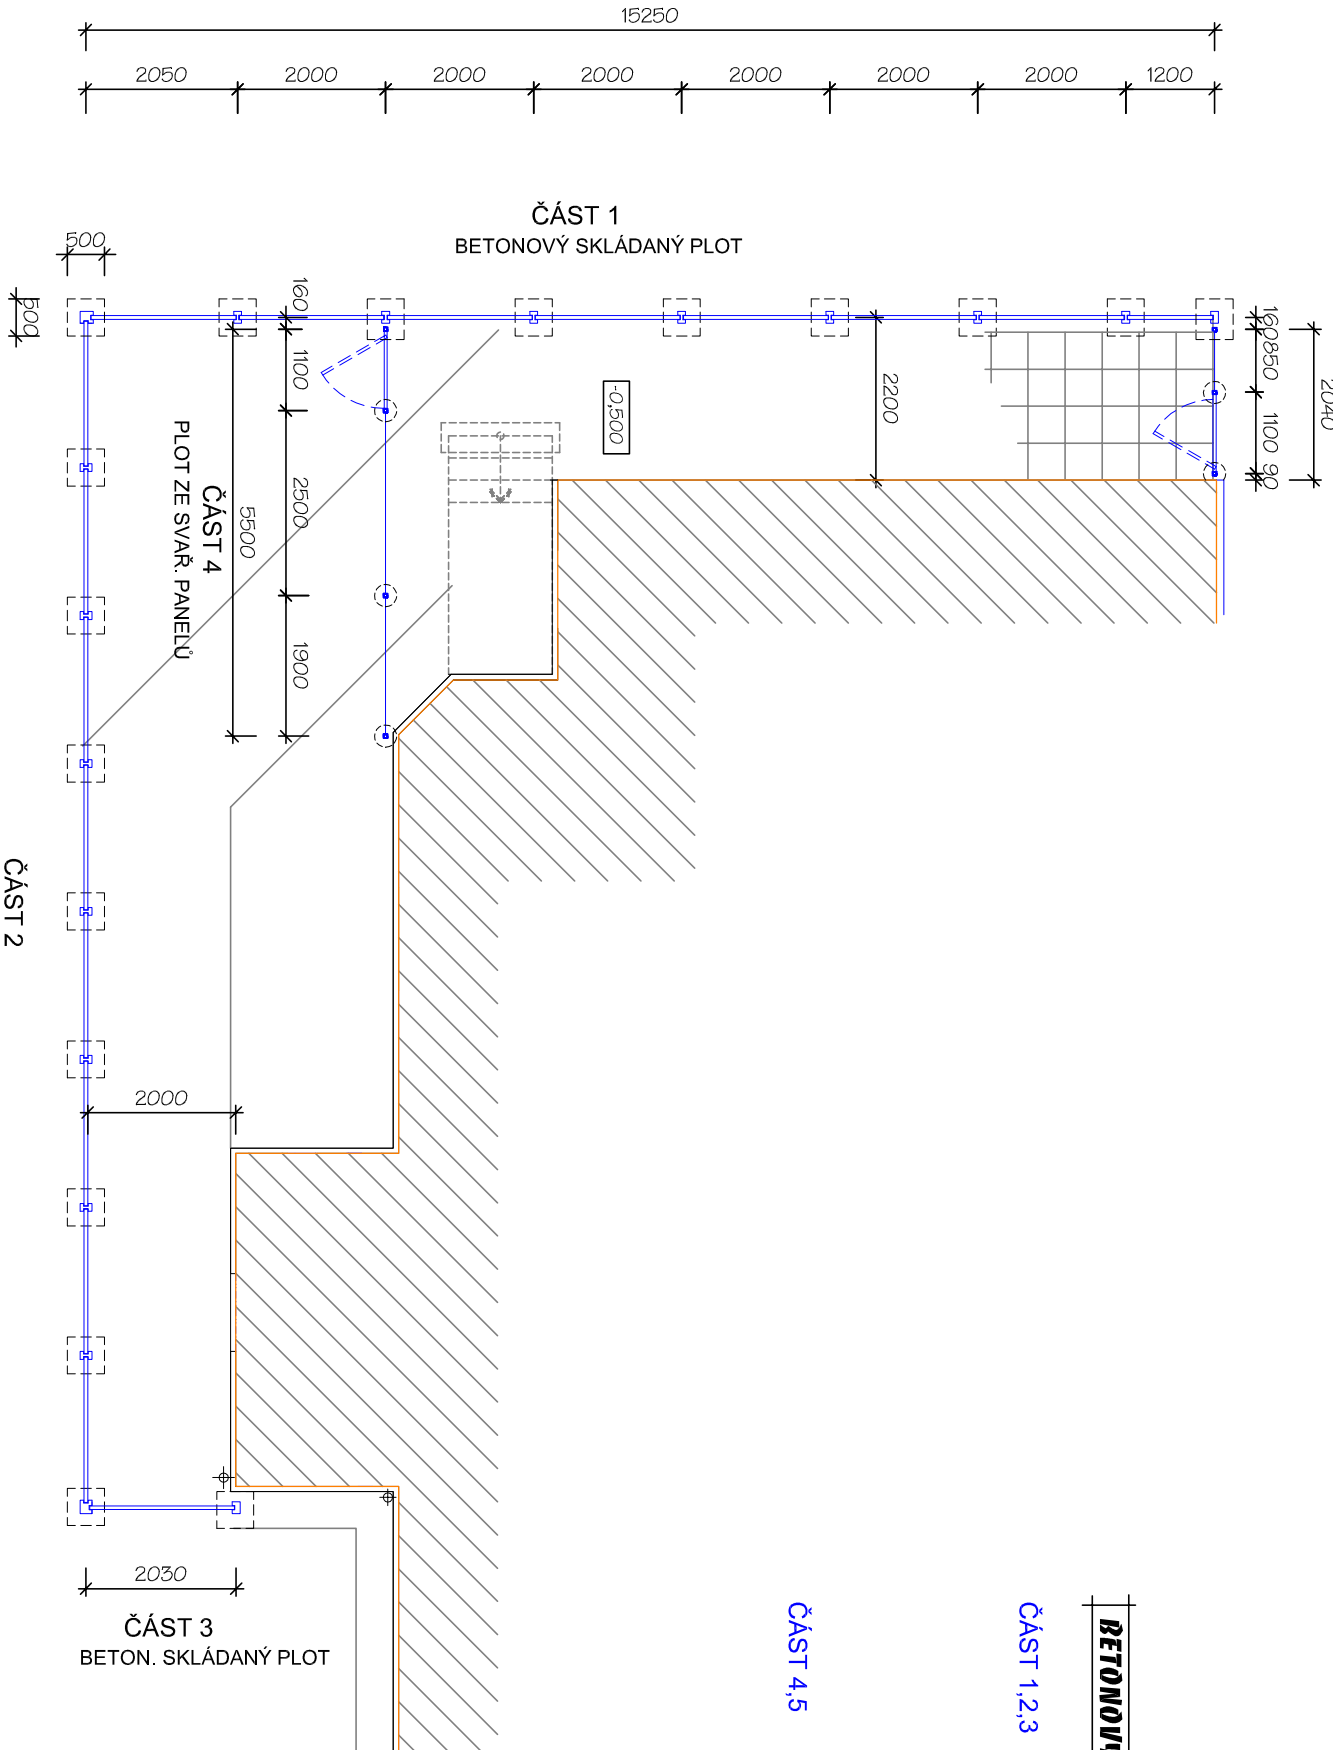 15250
2050 2000 2000 2000 2000 2000 2000 1200
ČÁST 1
BETONOVÝ SKLÁDANÝ PLOT
500
500
160
1100
2500
1900
5500
ČÁST 4
PLOT ZE SVAŘ. PANELŮ
-0,500
2200
160
850
1100
90
2040
ČÁST 2
2000
2030
ČÁST 3
BETON. SKLÁDANÝ PLOT
ČÁST 4,5
ČÁST 1,2,3
BETONOVÝ